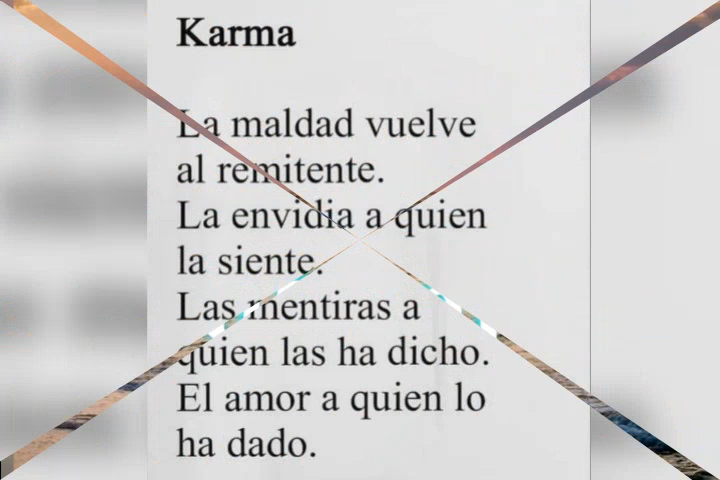 Karma
La maldad vuelve
al remitente.
La envidia a quien
la siente.
Las mentiras a
quien las ha dicho.
El amor a quien lo
ha dado.